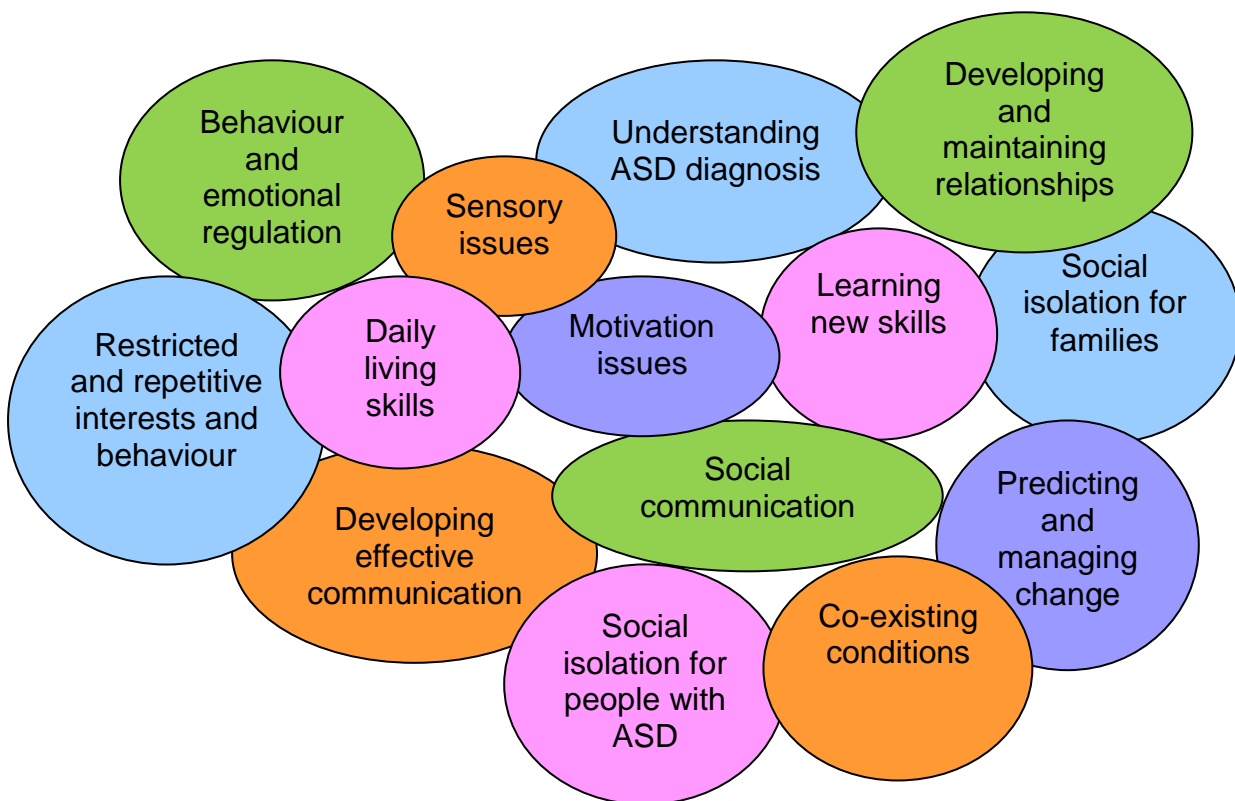 Behaviour
and
emotional
regulation
Understanding
ASD diagnosis
Developing
and
maintaining
relationships
Sensory
issues
Restricted
and repetitive
interests and
behaviour
Daily
living
skills
Motivation
issues
Learning
new skills
Social
isolation for
families
Developing
effective
communication
Social
communication
Predicting
and
managing
change
Social
isolation for
people with
ASD
Co-existing
conditions